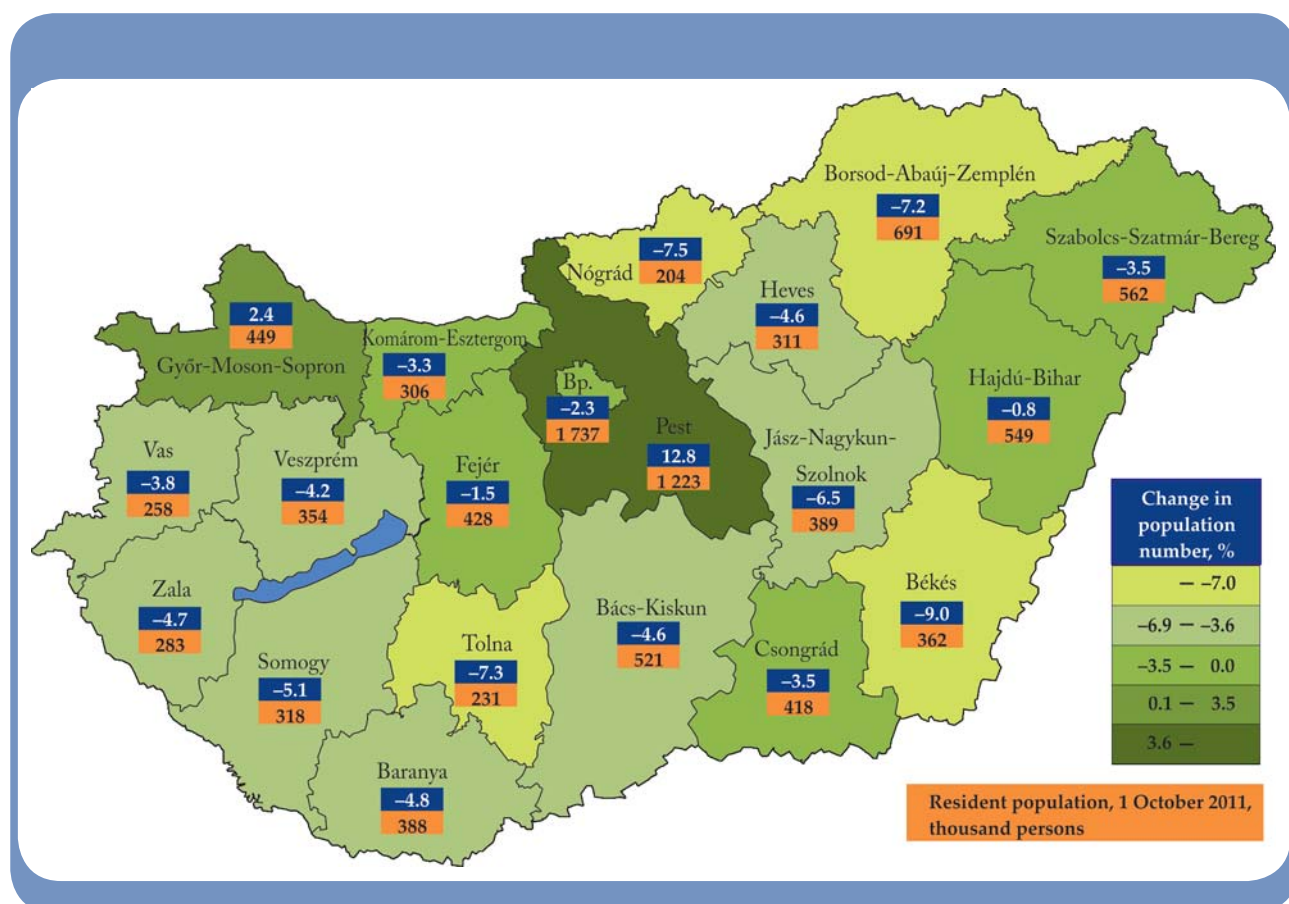 Borsod-Abaúj-Zemplén
–7.2
691
Szabolcs-Szatmár-Bereg
–3.5
562
Nógrád
–7.5
204
Heves
–4.6
311
2.4
449
Győr-Moson-Sopron
Komárom-Esztergom
–3.3
306
Hajdú-Bihar
–0.8
549
Bp.
–2.3
1 737
Pest
12.8
1 223
Jász-Nagykun-
Szolnok
–6.5
389
Vas
–3.8
258
Veszprém
–4.2
354
Fejér
–1.5
428
Zala
–4.7
283
Somogy
–5.1
318
Tolna
–7.3
231
Bács-Kiskun
–4.6
521
Csongrád
–3.5
418
Békés
–9.0
362
Baranya
–4.8
388
Change in
population
number, %
— –7.0
–6.9 — –3.6
–3.5 — 0.0
0.1 — 3.5
3.6 —
Resident population, 1 October 2011,
thousand persons